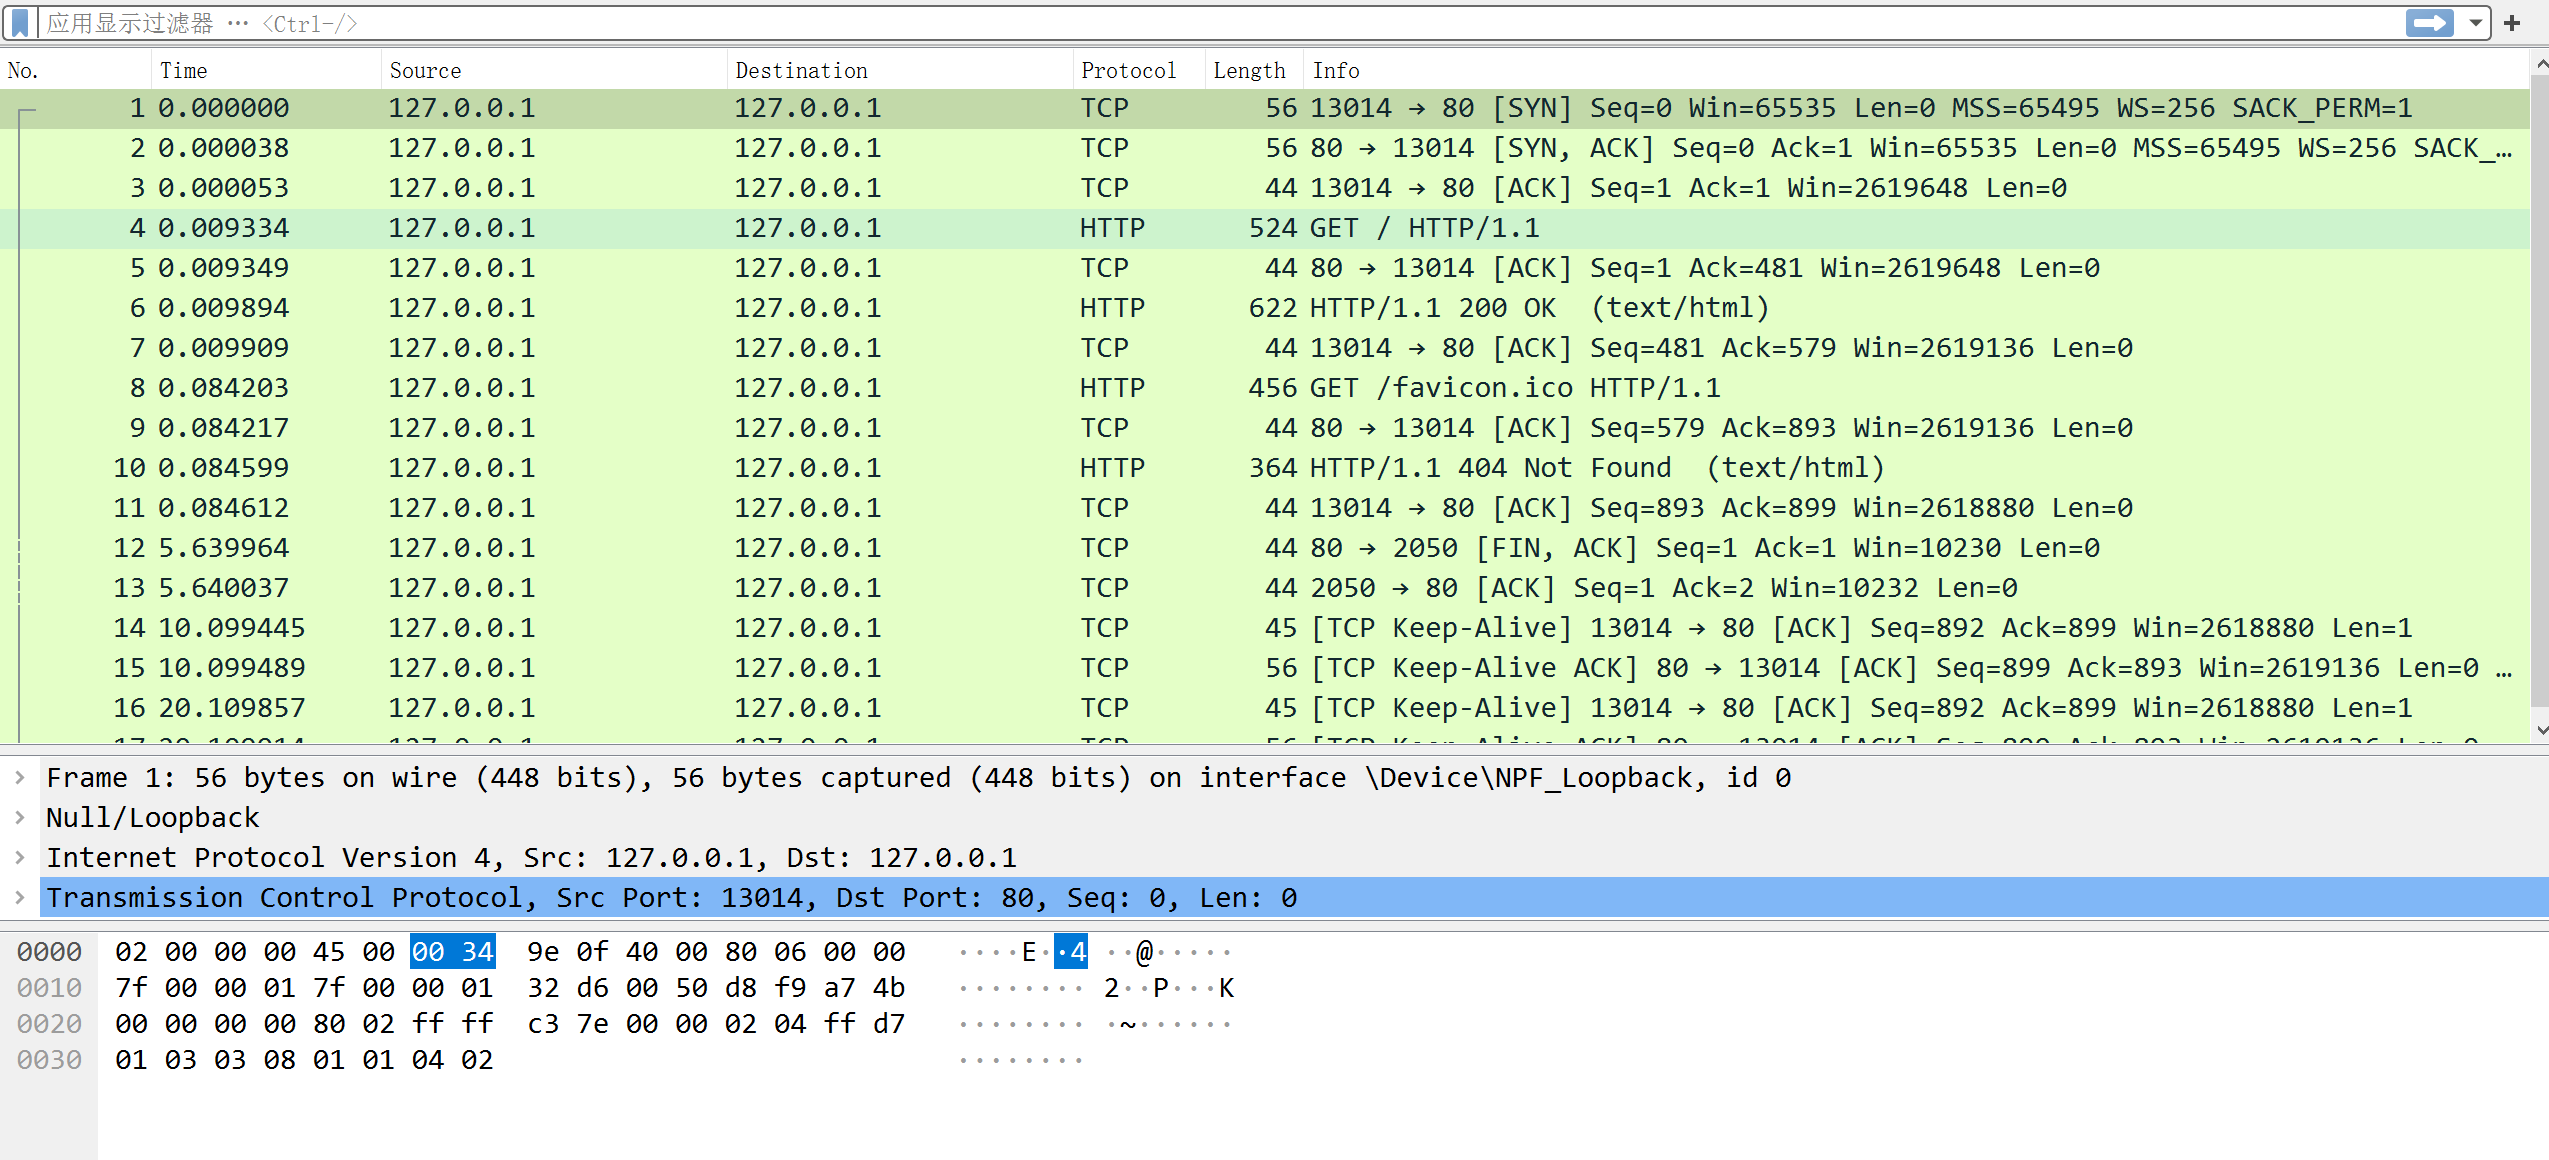 应用显示过滤器 … <Ctrl-/>
No. Time Source Destination Protocol Length Info
1 0.000000 127.0.0.1 127.0.0.1 TCP 56 13014 → 80 [SYN] Seq=0 Win=65535 Len=0 MSS=65495 WS=256 SACK_PERM=1
2 0.000038 127.0.0.1 127.0.0.1 TCP 56 80 → 13014 [SYN, ACK] Seq=0 Ack=1 Win=65535 Len=0 MSS=65495 WS=256 SACK_…
3 0.000053 127.0.0.1 127.0.0.1 TCP 44 13014 → 80 [ACK] Seq=1 Ack=1 Win=2619648 Len=0
4 0.009334 127.0.0.1 127.0.0.1 HTTP 524 GET / HTTP/1.1
5 0.009349 127.0.0.1 127.0.0.1 TCP 44 80 → 13014 [ACK] Seq=1 Ack=481 Win=2619648 Len=0
6 0.009894 127.0.0.1 127.0.0.1 HTTP 622 HTTP/1.1 200 OK  (text/html)
7 0.009909 127.0.0.1 127.0.0.1 TCP 44 13014 → 80 [ACK] Seq=481 Ack=579 Win=2619136 Len=0
8 0.084203 127.0.0.1 127.0.0.1 HTTP 456 GET /favicon.ico HTTP/1.1
9 0.084217 127.0.0.1 127.0.0.1 TCP 44 80 → 13014 [ACK] Seq=579 Ack=893 Win=2619136 Len=0
10 0.084599 127.0.0.1 127.0.0.1 HTTP 364 HTTP/1.1 404 Not Found  (text/html)
11 0.084612 127.0.0.1 127.0.0.1 TCP 44 13014 → 80 [ACK] Seq=893 Ack=899 Win=2618880 Len=0
12 5.639964 127.0.0.1 127.0.0.1 TCP 44 80 → 2050 [FIN, ACK] Seq=1 Ack=1 Win=10230 Len=0
13 5.640037 127.0.0.1 127.0.0.1 TCP 44 2050 → 80 [ACK] Seq=1 Ack=2 Win=10232 Len=0
14 10.099445 127.0.0.1 127.0.0.1 TCP 45 [TCP Keep-Alive] 13014 → 80 [ACK] Seq=892 Ack=899 Win=2618880 Len=1
15 10.099489 127.0.0.1 127.0.0.1 TCP 56 [TCP Keep-Alive ACK] 80 → 13014 [ACK] Seq=899 Ack=893 Win=2619136 Len=0 …
16 20.109857 127.0.0.1 127.0.0.1 TCP 45 [TCP Keep-Alive] 13014 → 80 [ACK] Seq=892 Ack=899 Win=2618880 Len=1
Frame 1: 56 bytes on wire (448 bits), 56 bytes captured (448 bits) on interface \Device\NPF_Loopback, id 0
Null/Loopback
Internet Protocol Version 4, Src: 127.0.0.1, Dst: 127.0.0.1
Transmission Control Protocol, Src Port: 13014, Dst Port: 80, Seq: 0, Len: 0
0000 02 00 00 00 45 00 00 34 9e 0f 40 00 80 06 00 00 ····E··4 ··@·····
0010 7f 00 00 01 7f 00 00 01 32 d6 00 50 d8 f9 a7 4b ········ 2··P···K
0020 00 00 00 00 80 02 ff ff c3 7e 00 00 02 04 ff d7 ········ ·~······
0030 01 03 03 08 01 01 04 02 ········